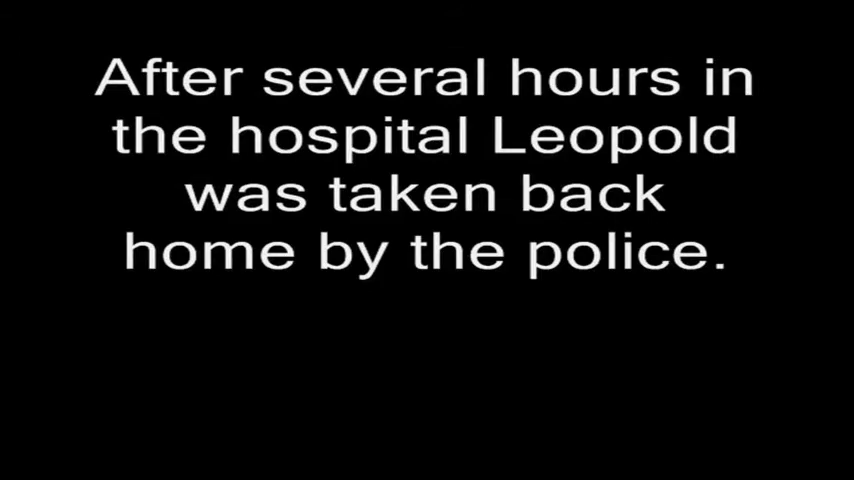 After several hours in
the hospital Leopold
was taken back
home by the police.